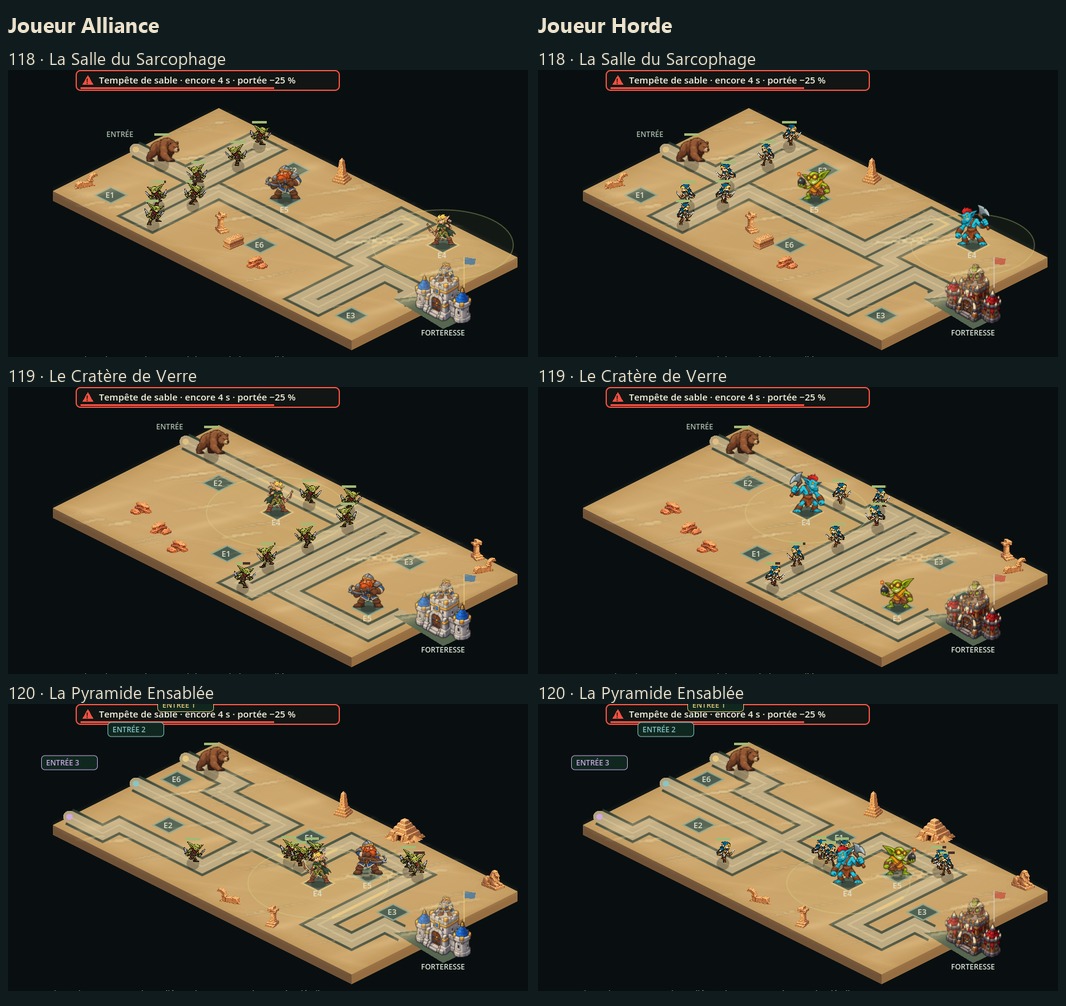 Joueur Alliance
Joueur Horde
118 · La Salle du Sarcophage
118 · La Salle du Sarcophage
Tempête de sable · encore 4 s · portée −25 %
Tempête de sable · encore 4 s · portée −25 %
ENTRÉE
ENTRÉE
E1
E5
E6
E4
E3
FORTERESSE
E1
E5
E6
E4
E3
FORTERESSE
119 · Le Cratère de Verre
119 · Le Cratère de Verre
Tempête de sable · encore 4 s · portée −25 %
Tempête de sable · encore 4 s · portée −25 %
ENTRÉE
ENTRÉE
E2
E4
E1
E3
E5
FORTERESSE
E2
E4
E1
E3
E5
FORTERESSE
120 · La Pyramide Ensablée
120 · La Pyramide Ensablée
ENTRÉE 1
ENTRÉE 1
Tempête de sable · encore 4 s · portée −25 %
Tempête de sable · encore 4 s · portée −25 %
ENTRÉE 2
ENTRÉE 2
ENTRÉE 3
ENTRÉE 3
E6
E2
E4
E5
E3
FORTERESSE
E6
E2
E4
E5
E3
FORTERESSE